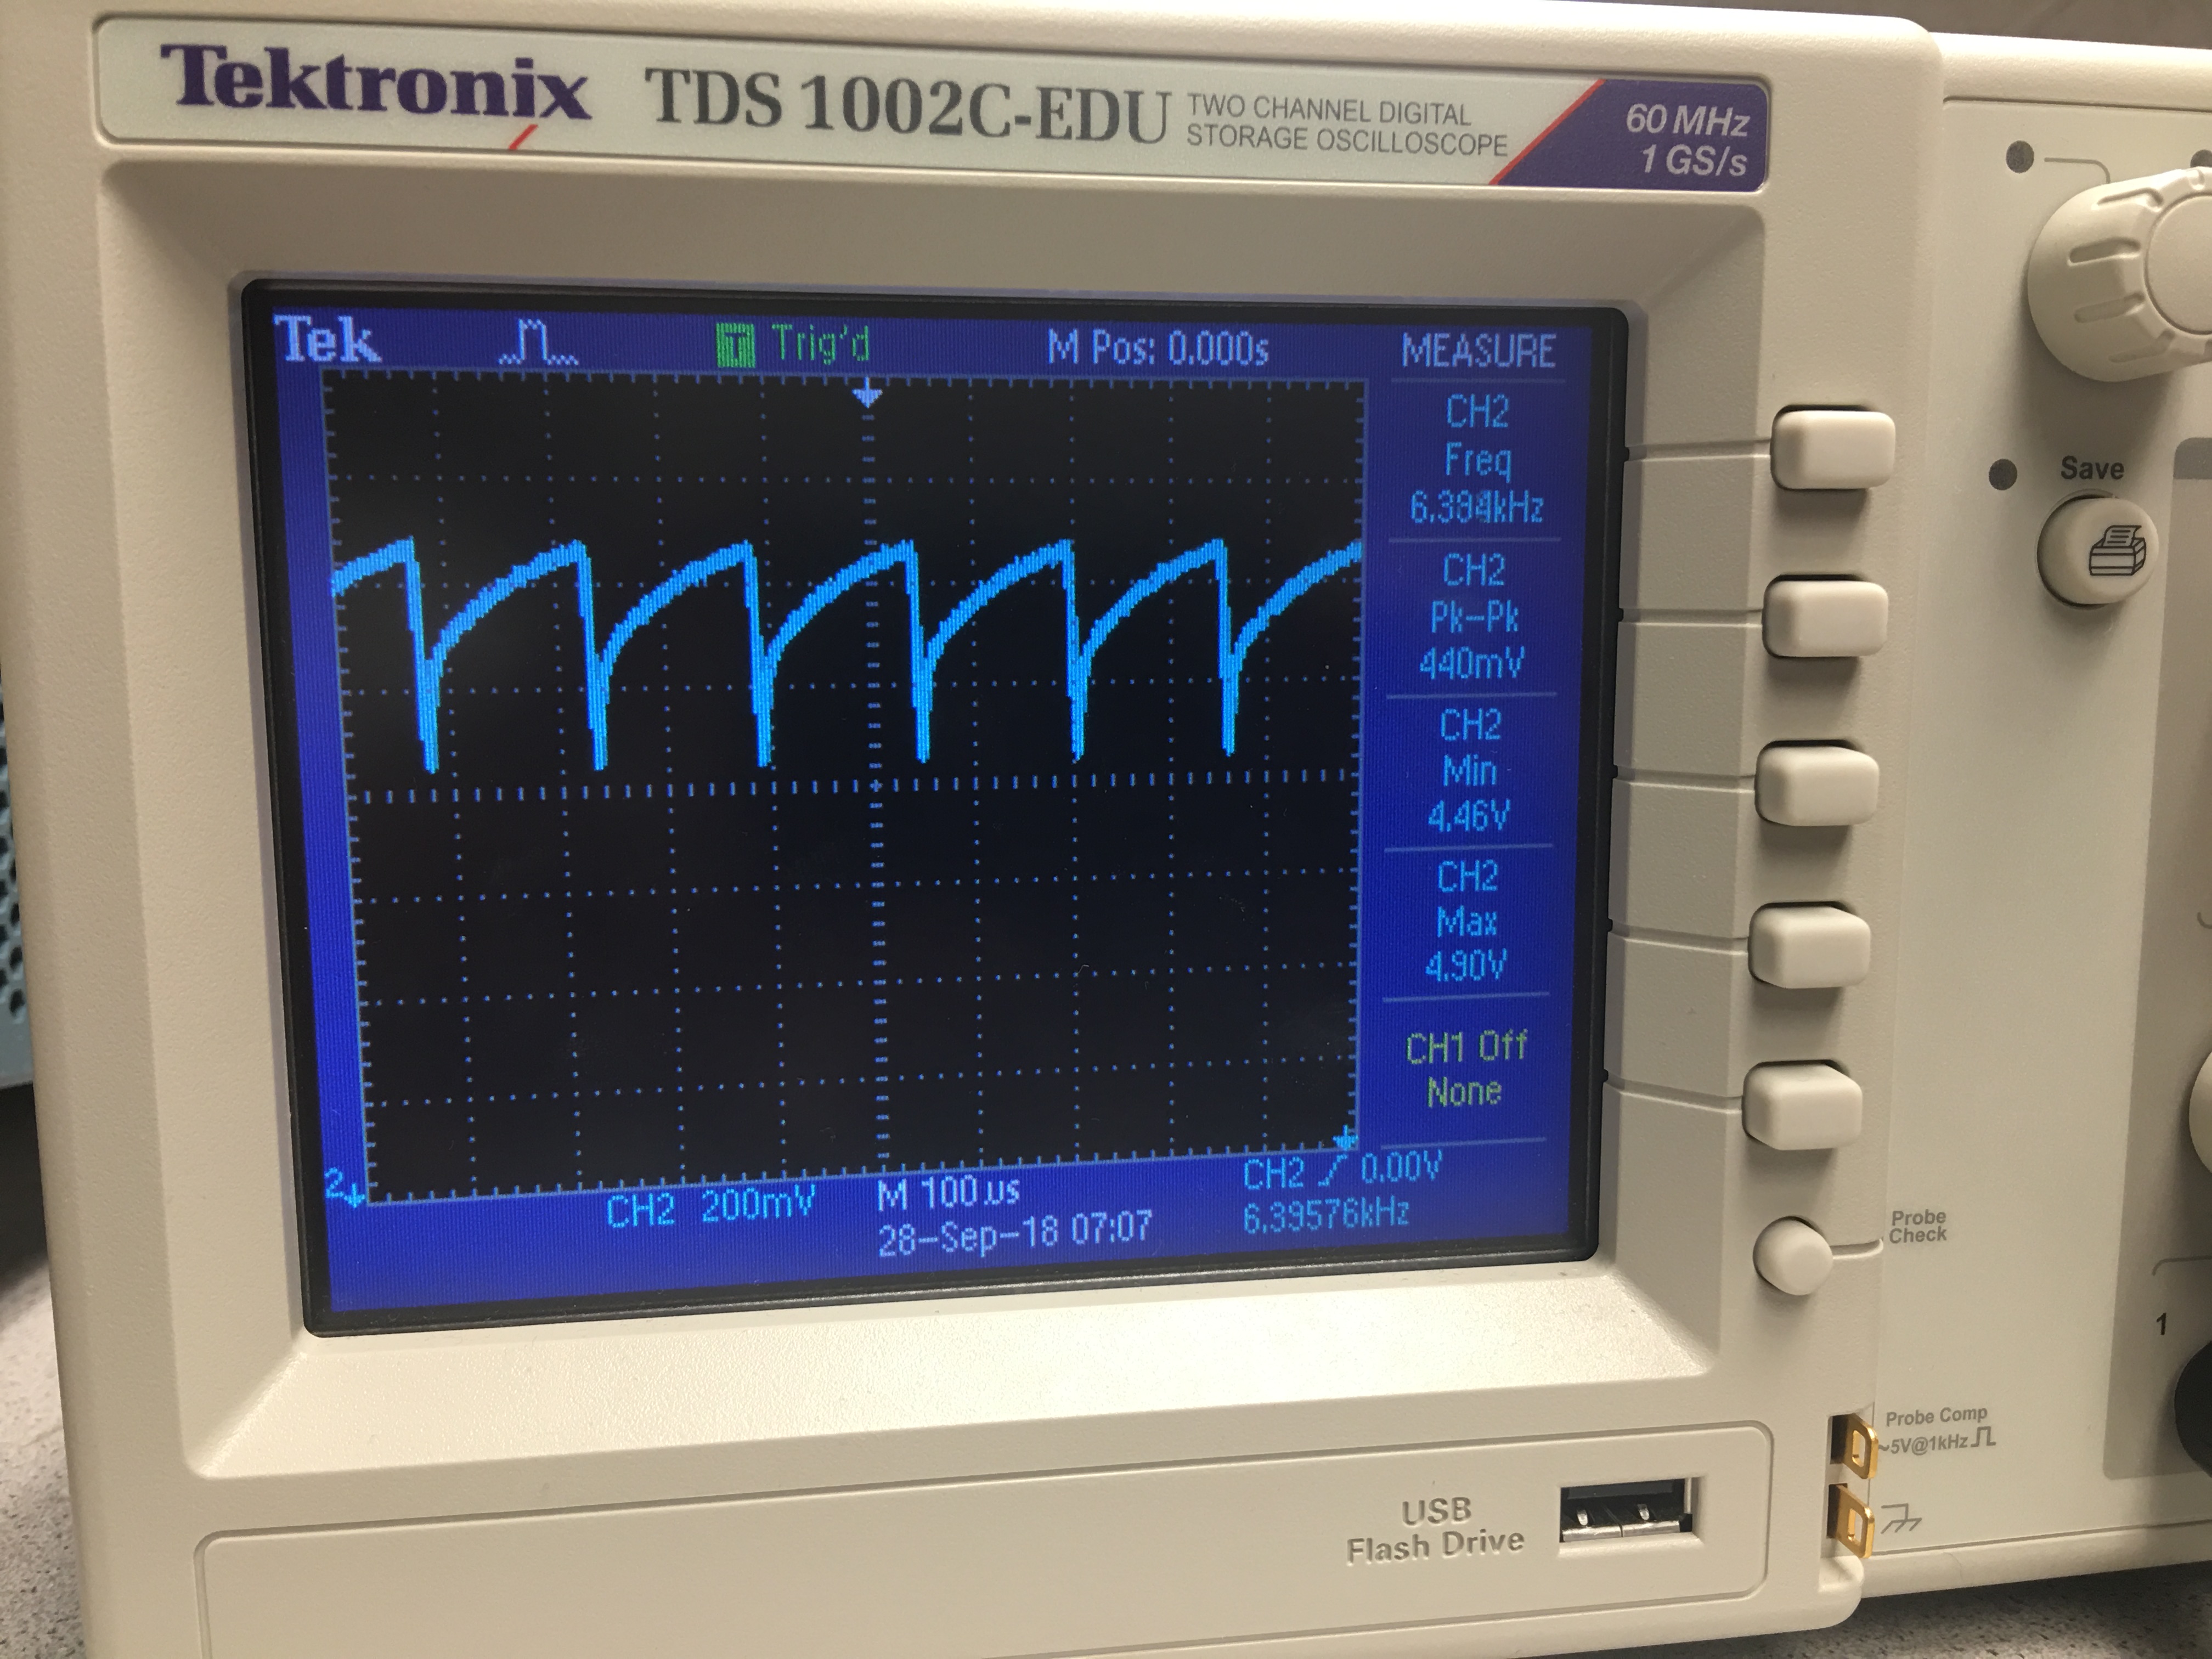 Tektronix TDS 1002C-EDU TWO CHANNEL DIGITAL
STORAGE OSCILLOSCOPE
60 MHz
1 GS/s
Tek T Trig'd M Pos: 0.000s MEASURE
CH2
Freq
6.394kHz
CH2
Pk-Pk
440mV
CH2
Min
4.46V
CH2
Max
4.90V
CH1 Off
None
2
CH2 200mV M 100µs CH2 0.00V
28-Sep-18 07:07 6.39576kHz
Save
Probe
Check
1
Probe Comp
~5V@1kHz
USB
Flash Drive